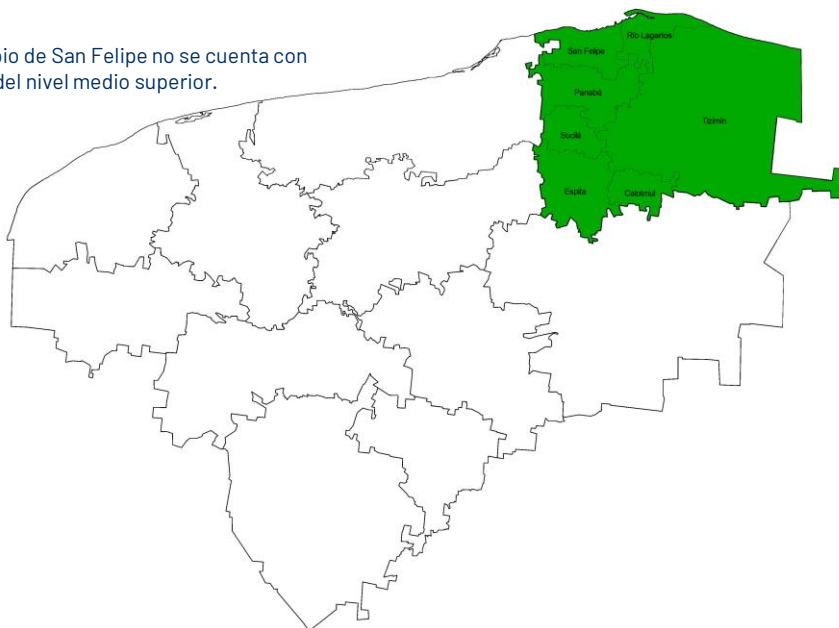 pio de San Felipe no se cuenta con
del nivel medio superior.
San Felipe
Río Lagartos
Panabá
Tizimín
Sucilá
Espita
Calotmul